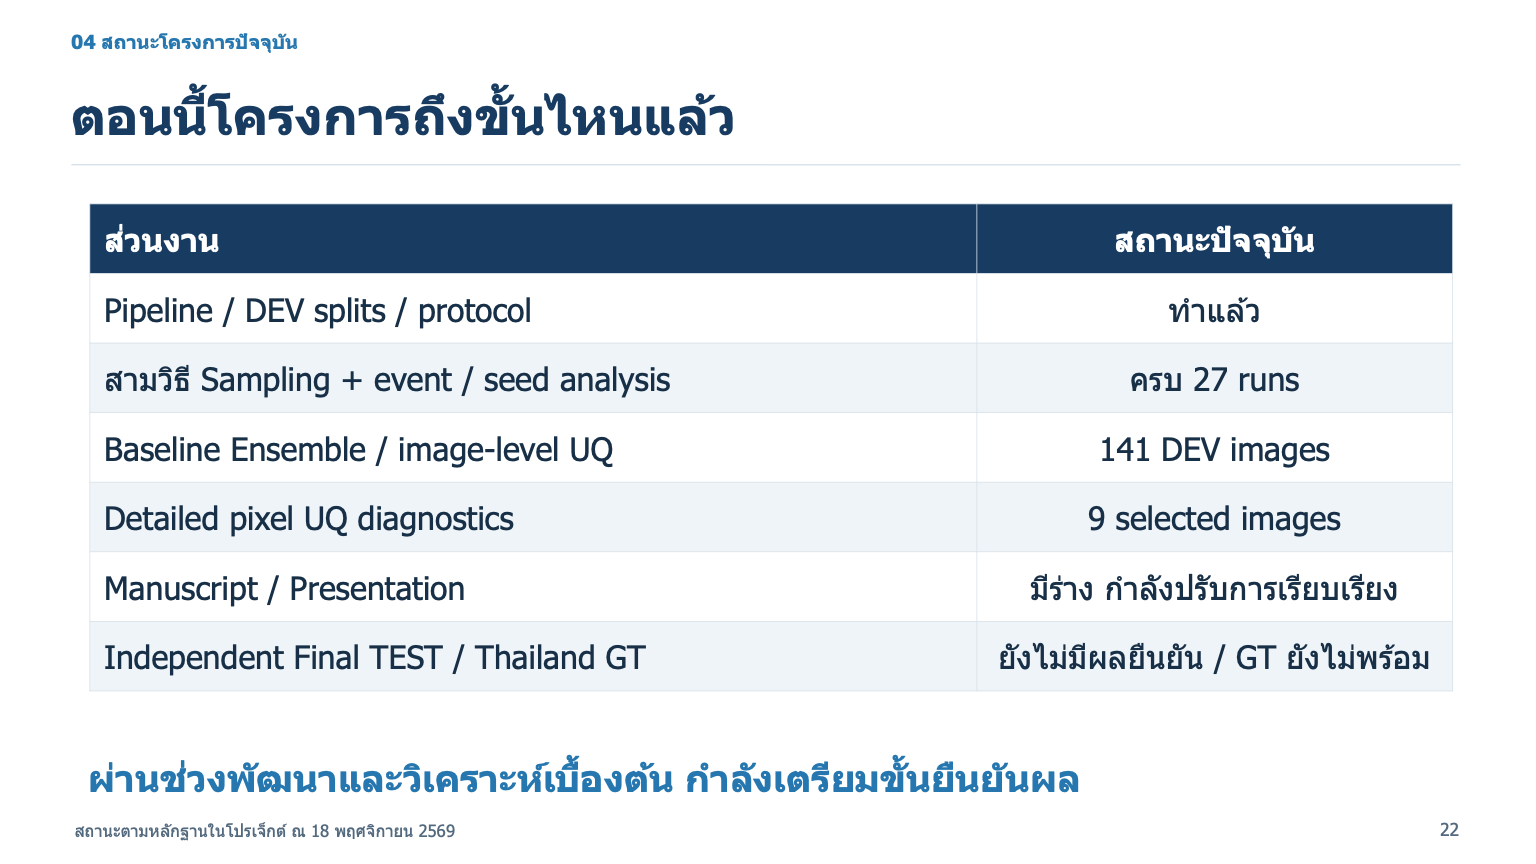 04 สถานะโครงการปัจจุบัน
ตอนนี้โครงการถึงขั้นไหนแล้ว
ส่วนงาน สถานะปัจจุบัน
Pipeline / DEV splits / protocol ทำแล้ว
สามวิธี Sampling + event / seed analysis ครบ 27 runs
Baseline Ensemble / image-level UQ 141 DEV images
Detailed pixel UQ diagnostics 9 selected images
Manuscript / Presentation มีร่าง กำลังปรับการเรียบเรียง
Independent Final TEST / Thailand GT ยังไม่มีผลยืนยัน / GT ยังไม่พร้อม
ผ่านช่วงพัฒนาและวิเคราะห์เบื้องต้น กำลังเตรียมขั้นยืนยันผล
สถานะตามหลักฐานในโปรเจ็กต์ ณ 18 พฤศจิกายน 2569 22